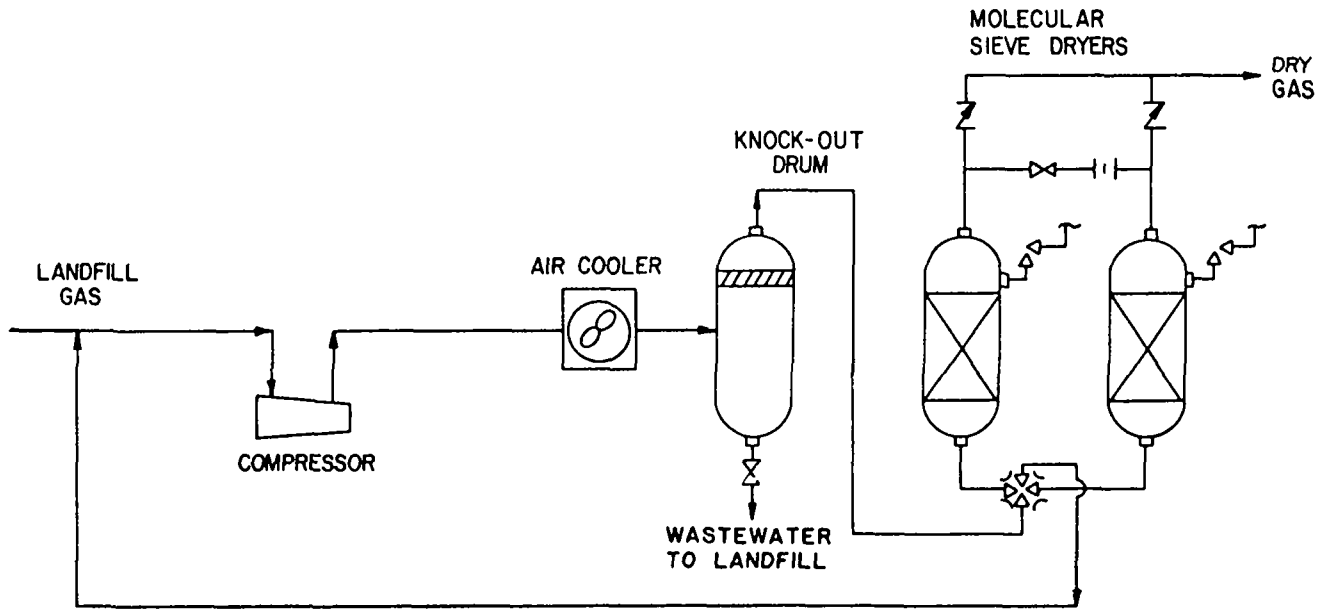 MOLECULAR
SIEVE DRYERS
DRY
GAS
KNOCK-OUT
DRUM
LANDFILL
GAS
AIR COOLER
COMPRESSOR
WASTEWATER
TO LANDFILL